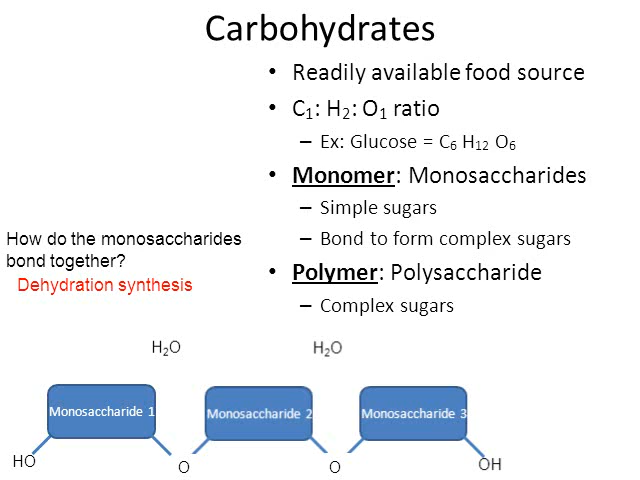 Carbohydrates
• Readily available food source
• C₁: H₂: O₁ ratio
– Ex: Glucose = C₆ H₁₂ O₆
• Monomer: Monosaccharides
– Simple sugars
– Bond to form complex sugars
• Polymer: Polysaccharide
– Complex sugars
How do the monosaccharides
bond together?
Dehydration synthesis
H₂O H₂O
Monosaccharide 1 Monosaccharide 2 Monosaccharide 3
HO O O OH